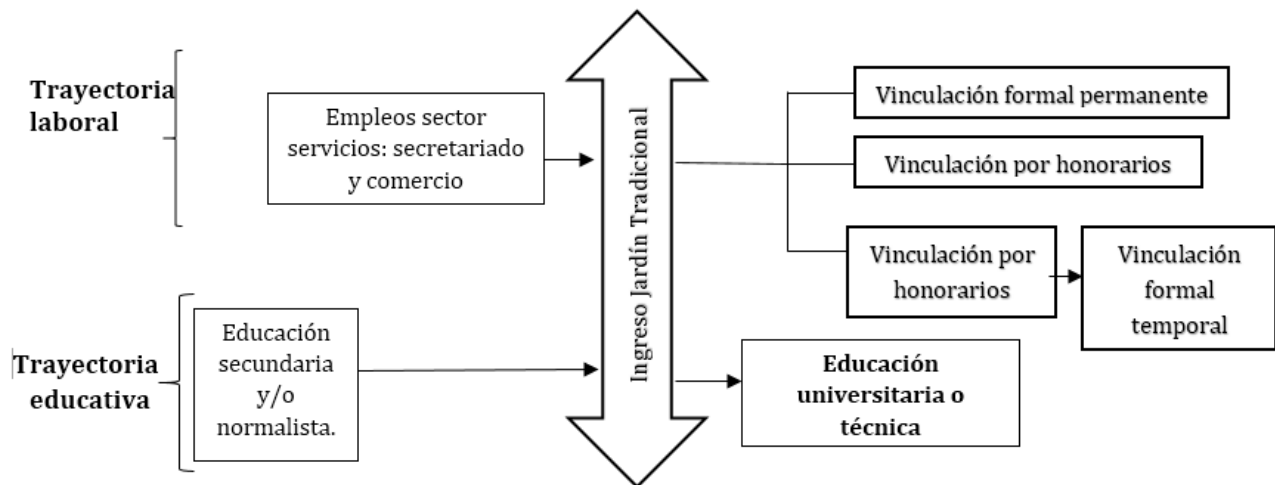 Trayectoria
laboral
Empleos sector
servicios: secretariado
y comercio
Ingreso Jardín Tradicional
Vinculación formal permanente
Vinculación por honorarios
Vinculación por
honorarios
Vinculación
formal
temporal
Trayectoria
educativa
Educación
secundaria
y/o
normalista.
Educación
universitaria o
técnica